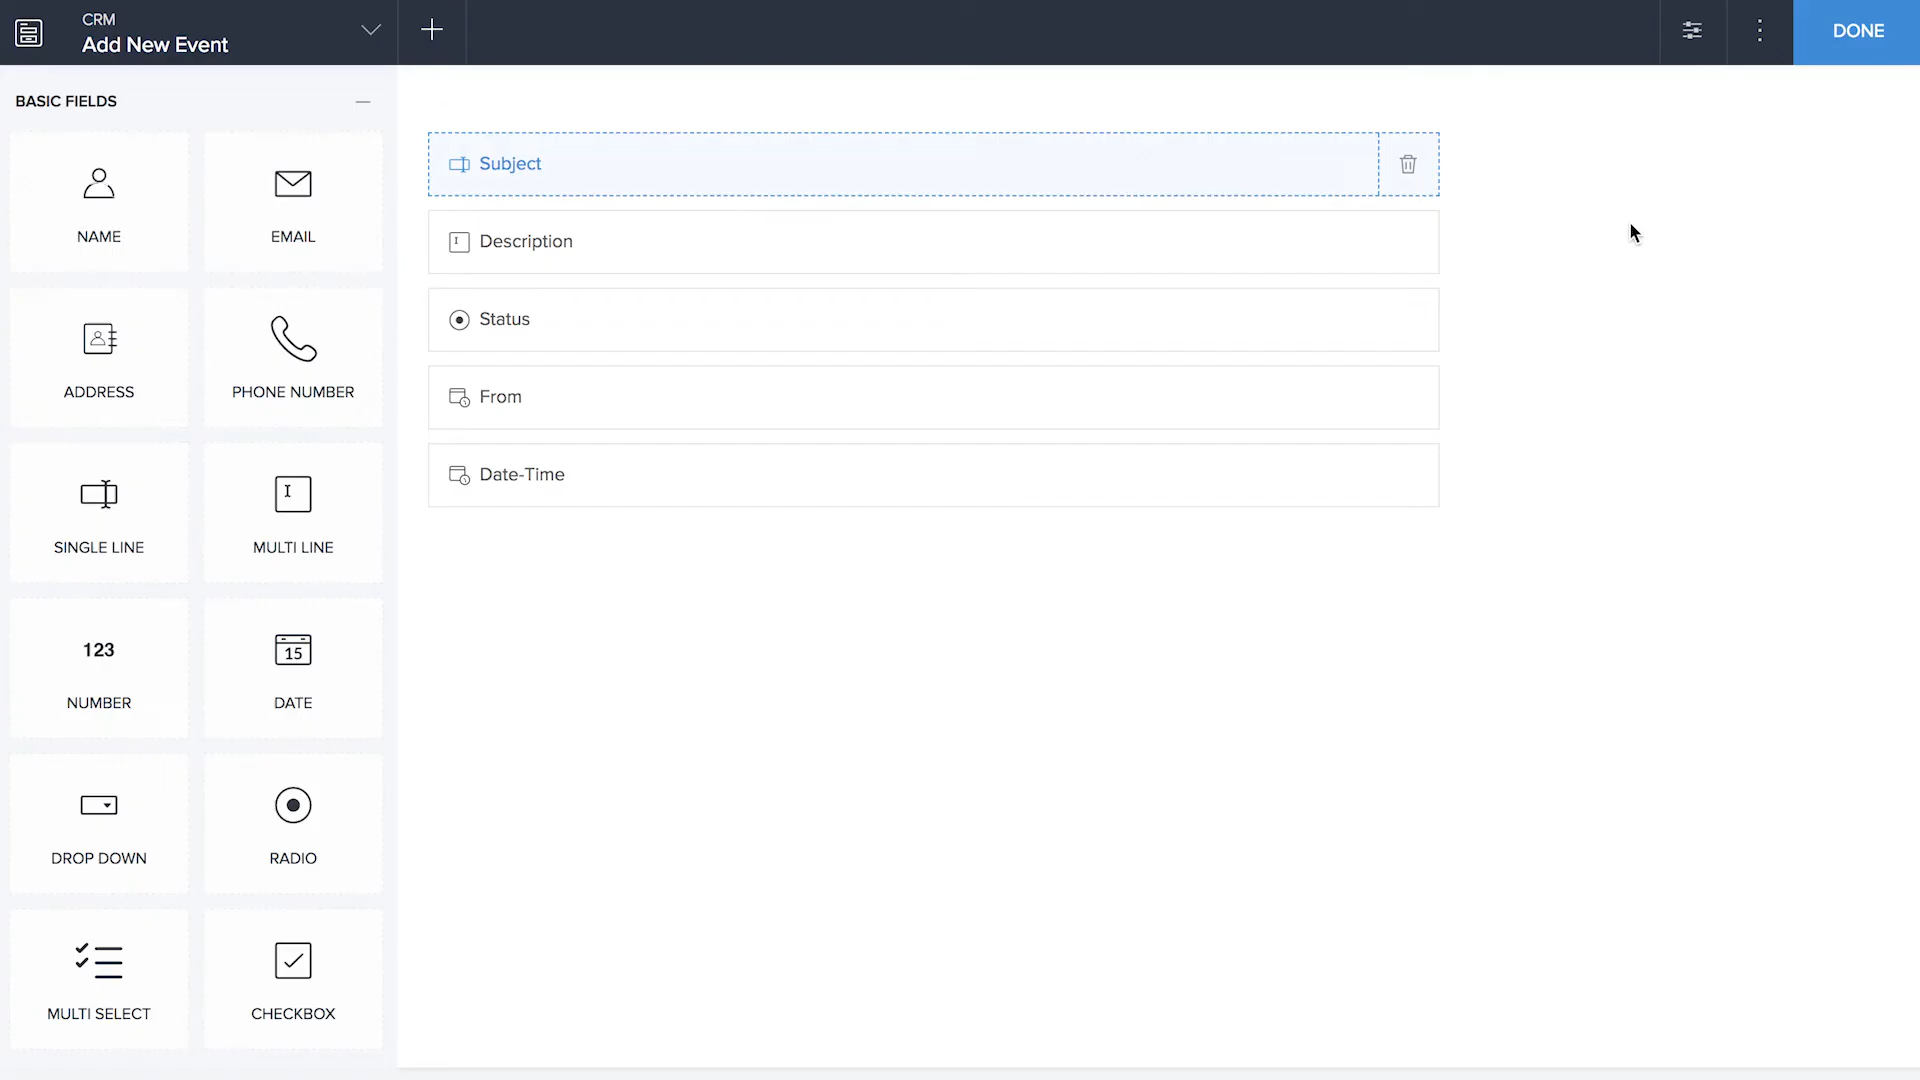 CRM
Add New Event
DONE
BASIC FIELDS
NAME
EMAIL
ADDRESS
PHONE NUMBER
SINGLE LINE
MULTI LINE
123
NUMBER
15
DATE
DROP DOWN
RADIO
MULTI SELECT
CHECKBOX
Subject
Description
Status
From
Date-Time